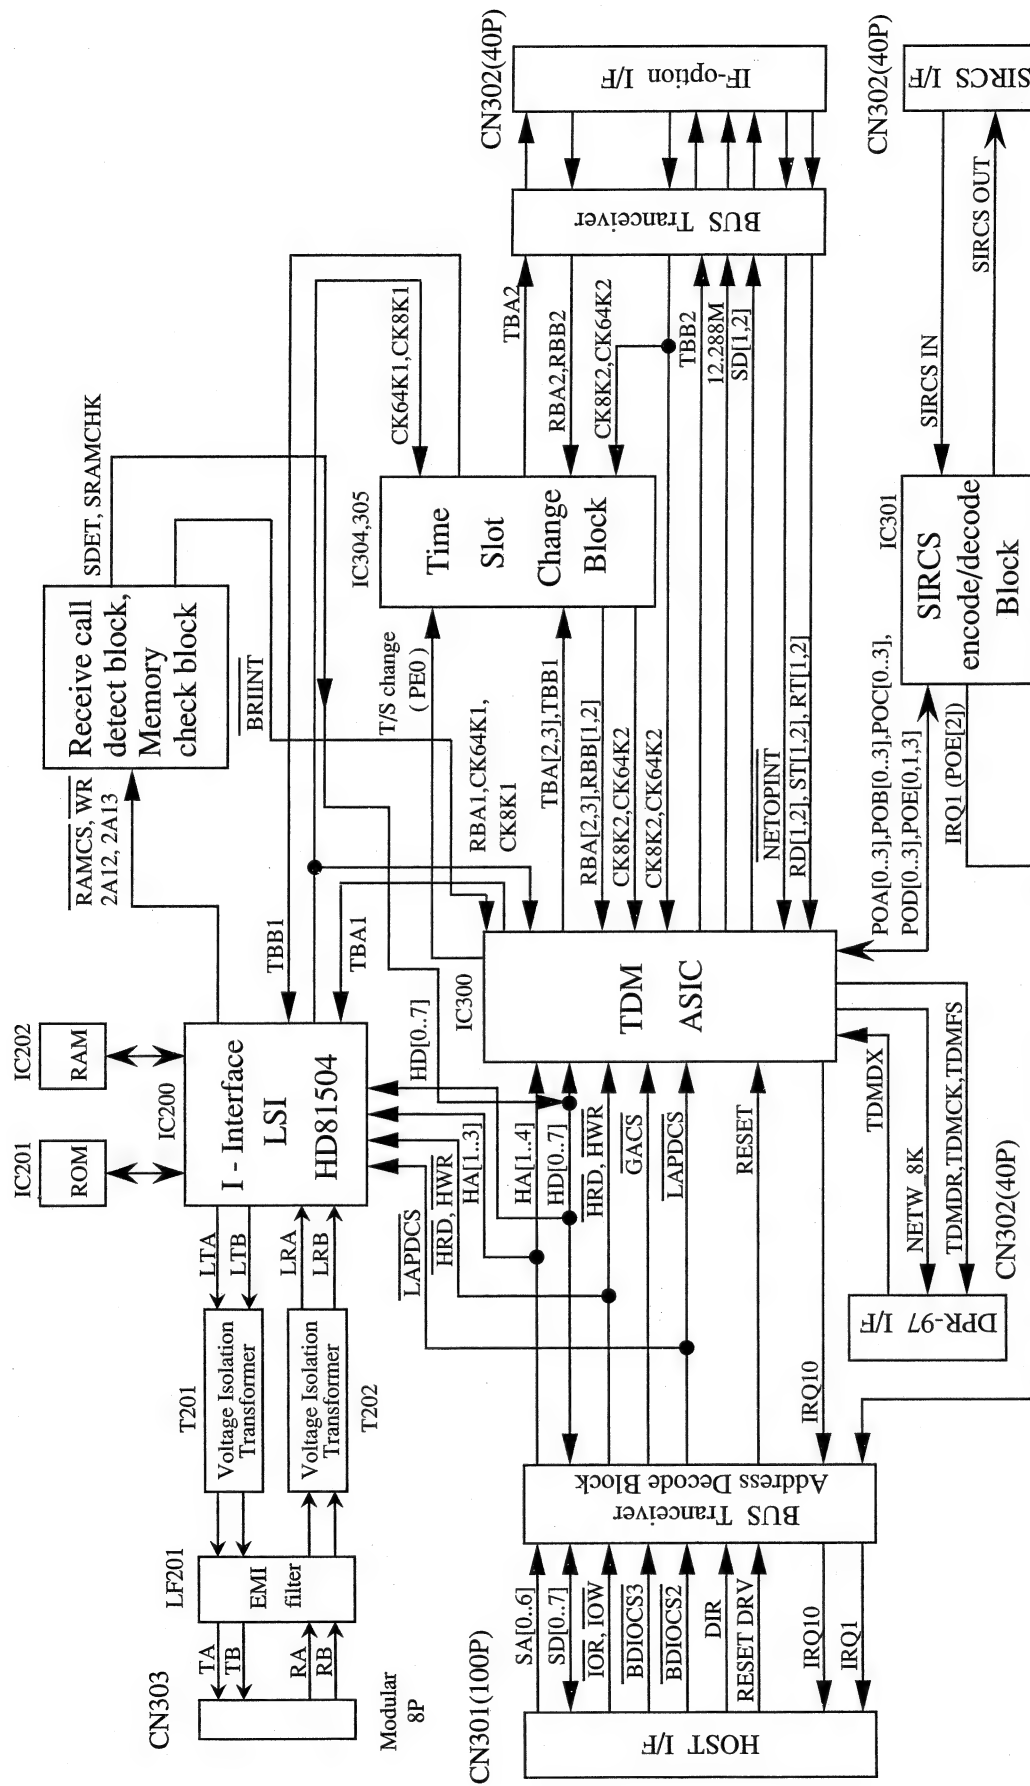 CN303
Modular
8P
TA
TB
RA
RB
LF201
EMI
filter
T201
Voltage Isolation
Transformer
Voltage Isolation
Transformer
T202
LTA
LTB
LRA
LRB
IC201
ROM
IC202
RAM
IC200
I - Interface
LSI
HD81504
RAMCS, WR
2A12, 2A13
Receive call
detect block,
Memory
check block
SDET, SRAMCHK
BRIINT
TBB1
TBA1
HD[0..7]
LAPDCS
HRD, HWR
HA[1..3]
T/S change
( PE0 )
RBA1,CK64K1,
CK8K1
IC304,305
Time
Slot
Change
Block
CK64K1,CK8K1
TBA2
RBA2,RBB2
CK8K2,CK64K2
TBB2
12.288M
SD[1,2]
CN302(40P)
IF-option I/F
BUS Tranceiver
CN301(100P)
HOST I/F
SA[0..6]
SD[0..7]
IOR, IOW
BDIOCS3
BDIOCS2
DIR
RESET DRV
IRQ10
IRQ1
BUS Tranceiver
Address Decode Block
HA[1..4]
HD[0..7]
HRD, HWR
GACS
LAPDCS
RESET
IRQ10
IC300
TDM
ASIC
TBA[2,3],TBB1
RBA[2,3],RBB[1,2]
CK8K2,CK64K2
CK8K2,CK64K2
NETOPINT
RD[1,2], ST[1,2], RT[1,2]
DPR-97 I/F
CN302(40P)
TDMDX
NETW_8K
TDMDR,TDMCK,TDMFS
POA[0..3],POB[0..3],POC[0..3],
POD[0..3],POE[0,1,3]
IRQ1 (POE[2])
IC301
SIRCS
encode/decode
Block
SIRCS IN
SIRCS OUT
CN302(40P)
SIRCS I/F